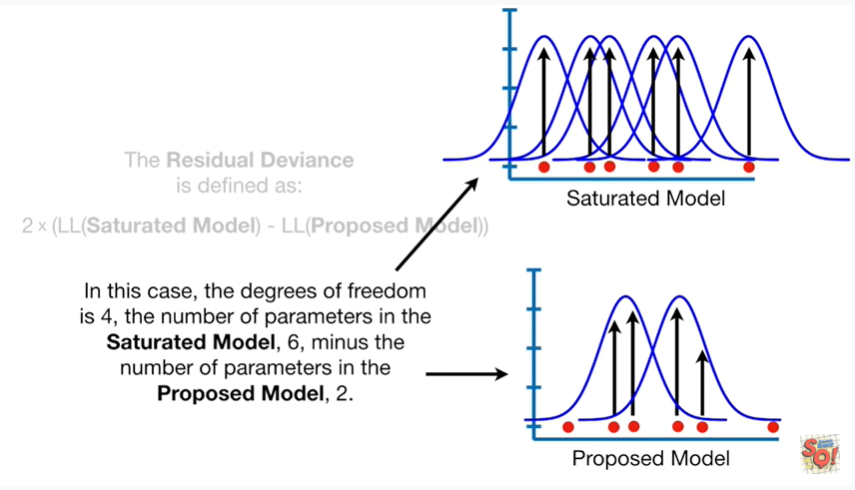 The Residual Deviance
is defined as:
2 × (LL(Saturated Model) - LL(Proposed Model))
In this case, the degrees of freedom
is 4, the number of parameters in the
Saturated Model, 6, minus the
number of parameters in the
Proposed Model, 2.
Saturated Model
Proposed Model
SQ!